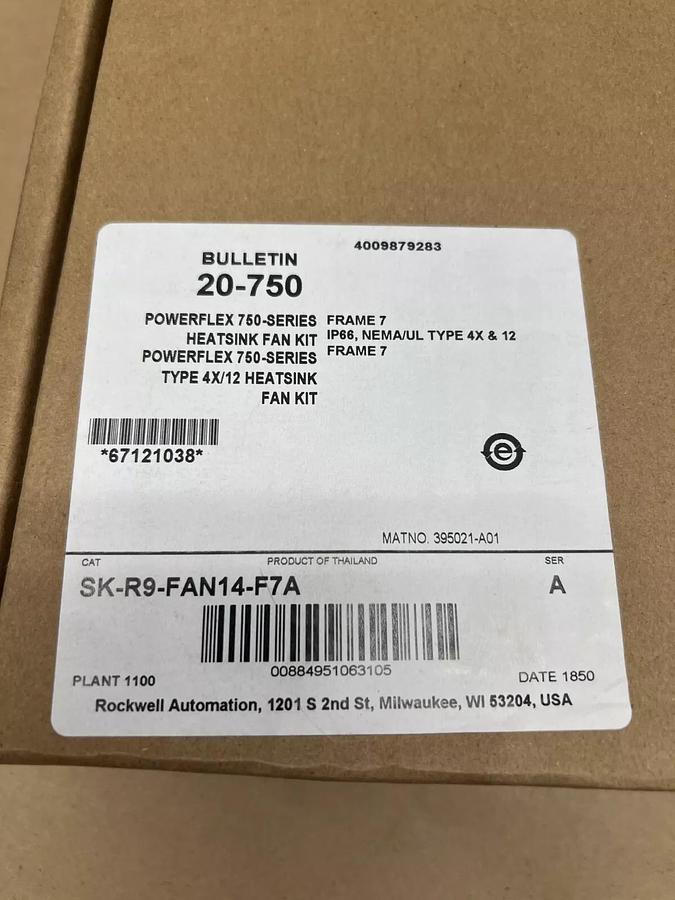 4009879283
BULLETIN
20-750
POWERFLEX 750-SERIES FRAME 7
HEATSINK FAN KIT IP66, NEMA/UL TYPE 4X & 12
POWERFLEX 750-SERIES FRAME 7
TYPE 4X/12 HEATSINK
FAN KIT
*67121038*
e
MATNO. 395021-A01
CAT PRODUCT OF THAILAND SER
SK-R9-FAN14-F7A A
00884951063105
PLANT 1100 DATE 1850
Rockwell Automation, 1201 S 2nd St, Milwaukee, WI 53204, USA